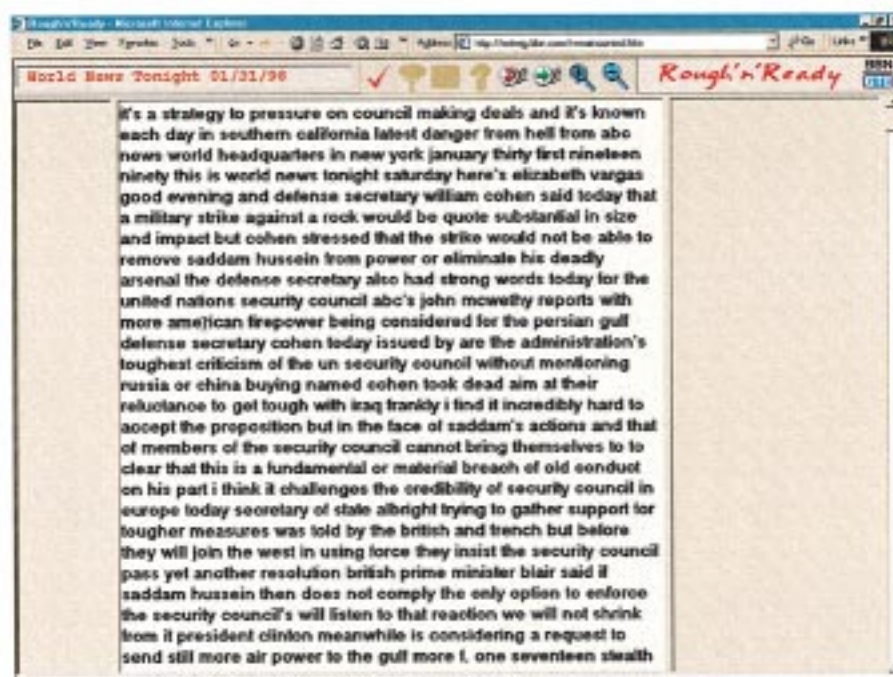 Rough'n'Ready - Microsoft Internet Explorer
File Edit View Favorites Tools Go Address Links
World News Tonight 01/31/98 Rough'n'Ready BBN
it's a strategy to pressure on council making deals and it's known
each day in southern california latest danger from hell from abc
news world headquarters in new york january thirty first nineteen
ninety this is world news tonight saturday here's elizabeth vargas
good evening and defense secretary william cohen said today that
a military strike against a rock would be quote substantial in size
and impact but cohen stressed that the strike would not be able to
remove saddam hussein from power or eliminate his deadly
arsenal the defense secretary also had strong words today for the
united nations security council abc's john mcwethy reports with
more american firepower being considered for the persian gulf
defense secretary cohen today issued by are the administration's
toughest criticism of the un security council without mentioning
russia or china buying named cohen took dead aim at their
reluctance to get tough with iraq frankly i find it incredibly hard to
accept the proposition but in the face of saddam's actions and that
of members of the security council cannot bring themselves to to
clear that this is a fundamental or material breach of old conduct
on his part i think it challenges the credibility of security council in
europe today secretary of state albright trying to gather support for
tougher measures was told by the british and french but before
they will join the west in using force they insist the security council
pass yet another resolution british prime minister blair said if
saddam hussein then does not comply the only option to enforce
the security council's will listen to that reaction we will not shrink
from it president clinton meanwhile is considering a request to
send still more air power to the gulf more f. one seventeen stealth